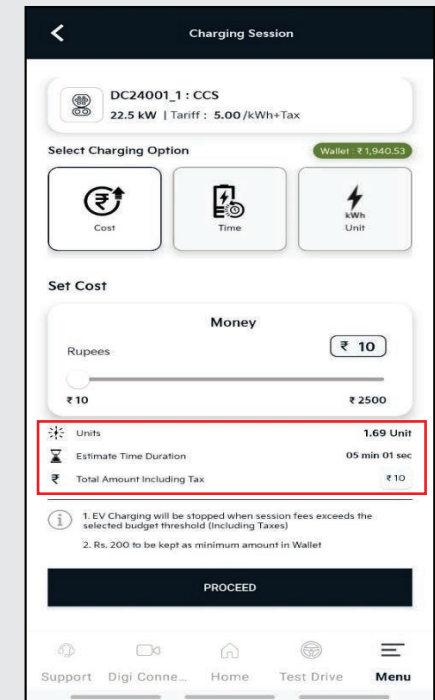 Charging Session
DC24001_1 : CCS
22.5 kW | Tariff : 5.00 /kWh+Tax
Select Charging Option
Wallet : ₹ 1,940.53
Cost
Time
kWh
Unit
Set Cost
Money
Rupees
₹ 10
₹ 10
₹ 2500
Units
1.69 Unit
Estimate Time Duration
05 min 01 sec
₹ Total Amount Including Tax
₹ 10
1. EV Charging will be stopped when session fees exceeds the
selected budget threshold (Including Taxes)
2. Rs. 200 to be kept as minimum amount in Wallet
PROCEED
Support
Digi Conne...
Home
Test Drive
Menu